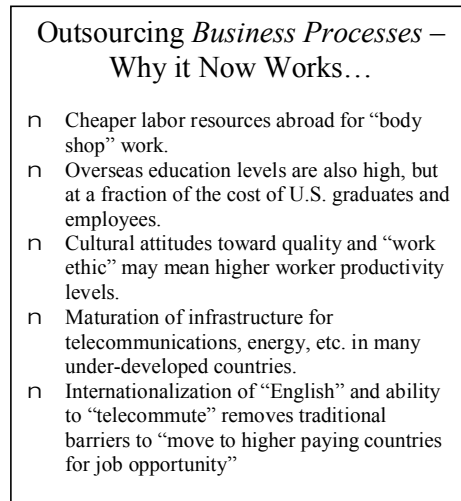 Outsourcing Business Processes –
Why it Now Works…
n Cheaper labor resources abroad for “body
shop” work.
n Overseas education levels are also high, but
at a fraction of the cost of U.S. graduates and
employees.
n Cultural attitudes toward quality and “work
ethic” may mean higher worker productivity
levels.
n Maturation of infrastructure for
telecommunications, energy, etc. in many
under-developed countries.
n Internationalization of “English” and ability
to “telecommute” removes traditional
barriers to “move to higher paying countries
for job opportunity”